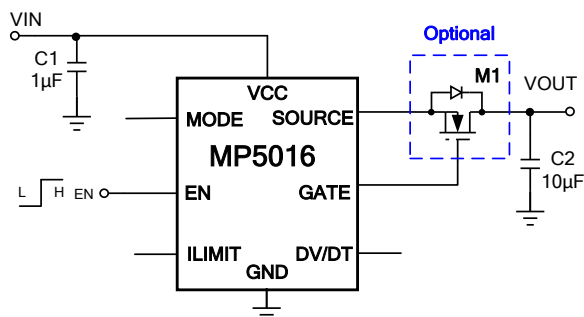 VIN
Optional
C1
1µF
M1
VOUT
VCC
MODE
SOURCE
MP5016
C2
10µF
L
H
EN
EN
GATE
ILIMIT
DV/DT
GND